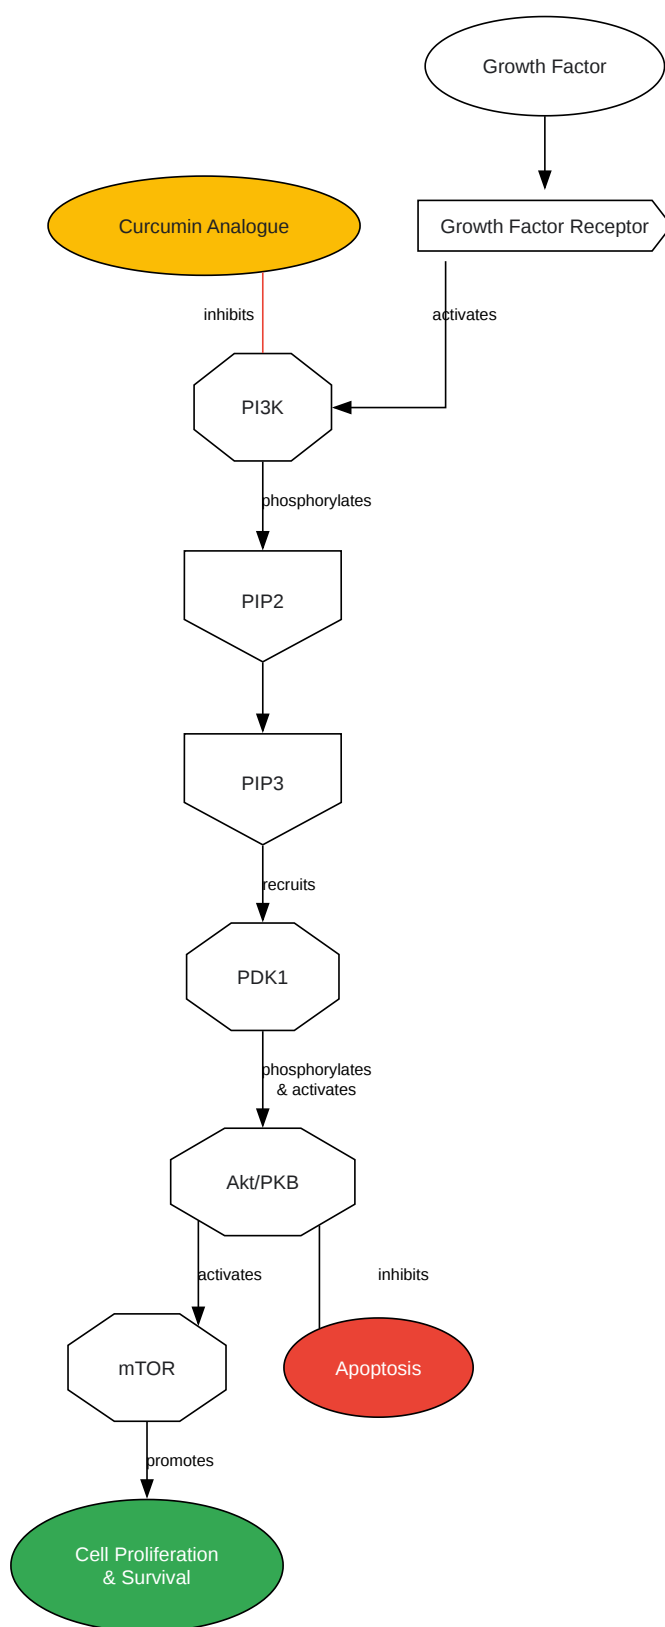 Growth Factor
Curcumin Analogue
Growth Factor Receptor
inhibits
activates
PI3K
phosphorylates
PIP2
PIP3
recruits
PDK1
phosphorylates
& activates
Akt/PKB
activates
inhibits
mTOR
Apoptosis
promotes
Cell Proliferation
& Survival